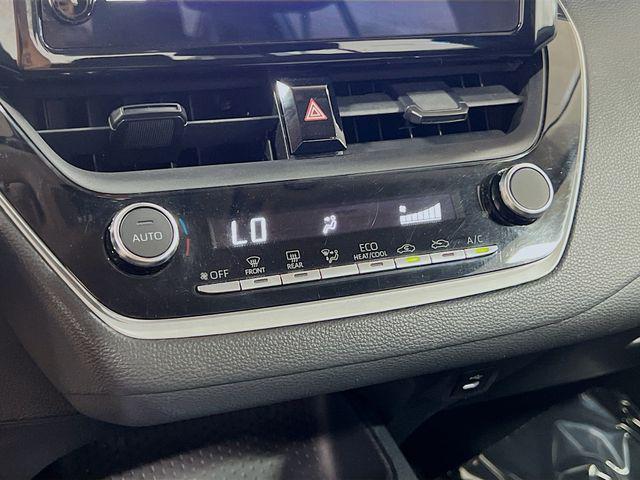 LO
AUTO
OFF
FRONT
REAR
ECO
HEAT/COOL
A/C